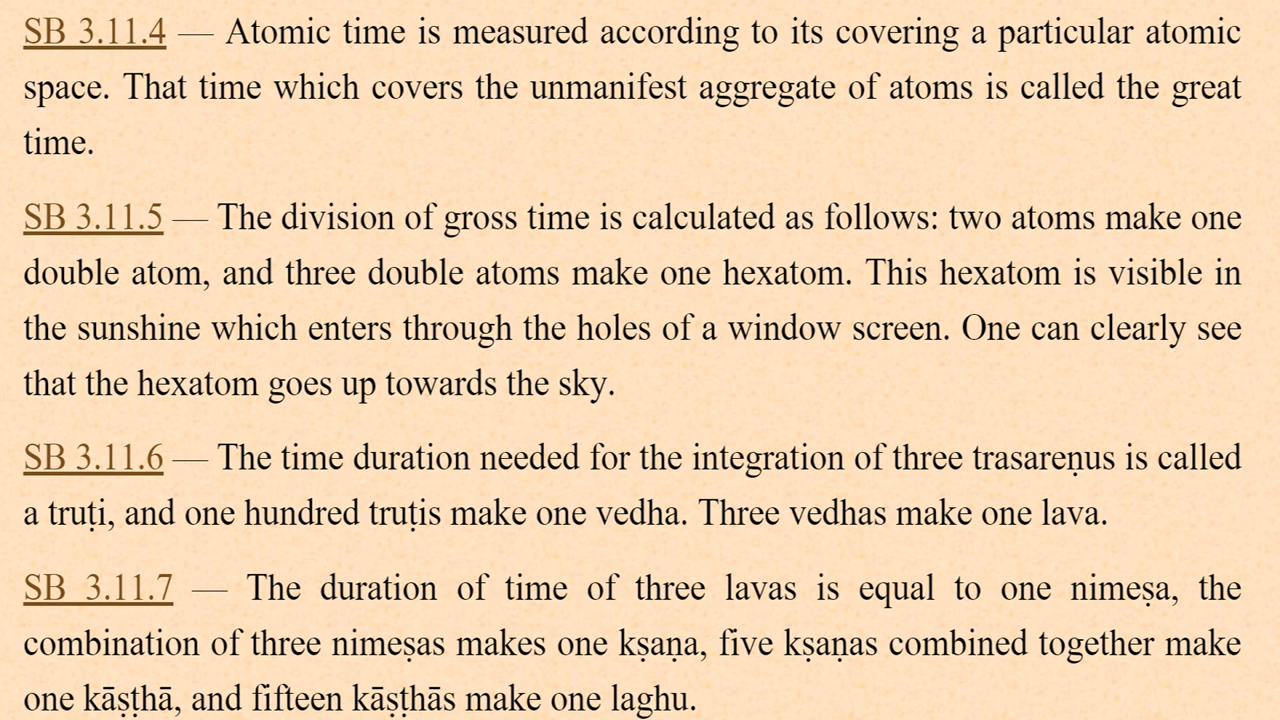 SB 3.11.4 — Atomic time is measured according to its covering a particular atomic
space. That time which covers the unmanifest aggregate of atoms is called the great
time.
SB 3.11.5 — The division of gross time is calculated as follows: two atoms make one
double atom, and three double atoms make one hexatom. This hexatom is visible in
the sunshine which enters through the holes of a window screen. One can clearly see
that the hexatom goes up towards the sky.
SB 3.11.6 — The time duration needed for the integration of three trasareṇus is called
a truṭi, and one hundred truṭis make one vedha. Three vedhas make one lava.
SB 3.11.7 — The duration of time of three lavas is equal to one nimeṣa, the
combination of three nimeṣas makes one kṣaṇa, five kṣaṇas combined together make
one kāṣṭhā, and fifteen kāṣṭhās make one laghu.